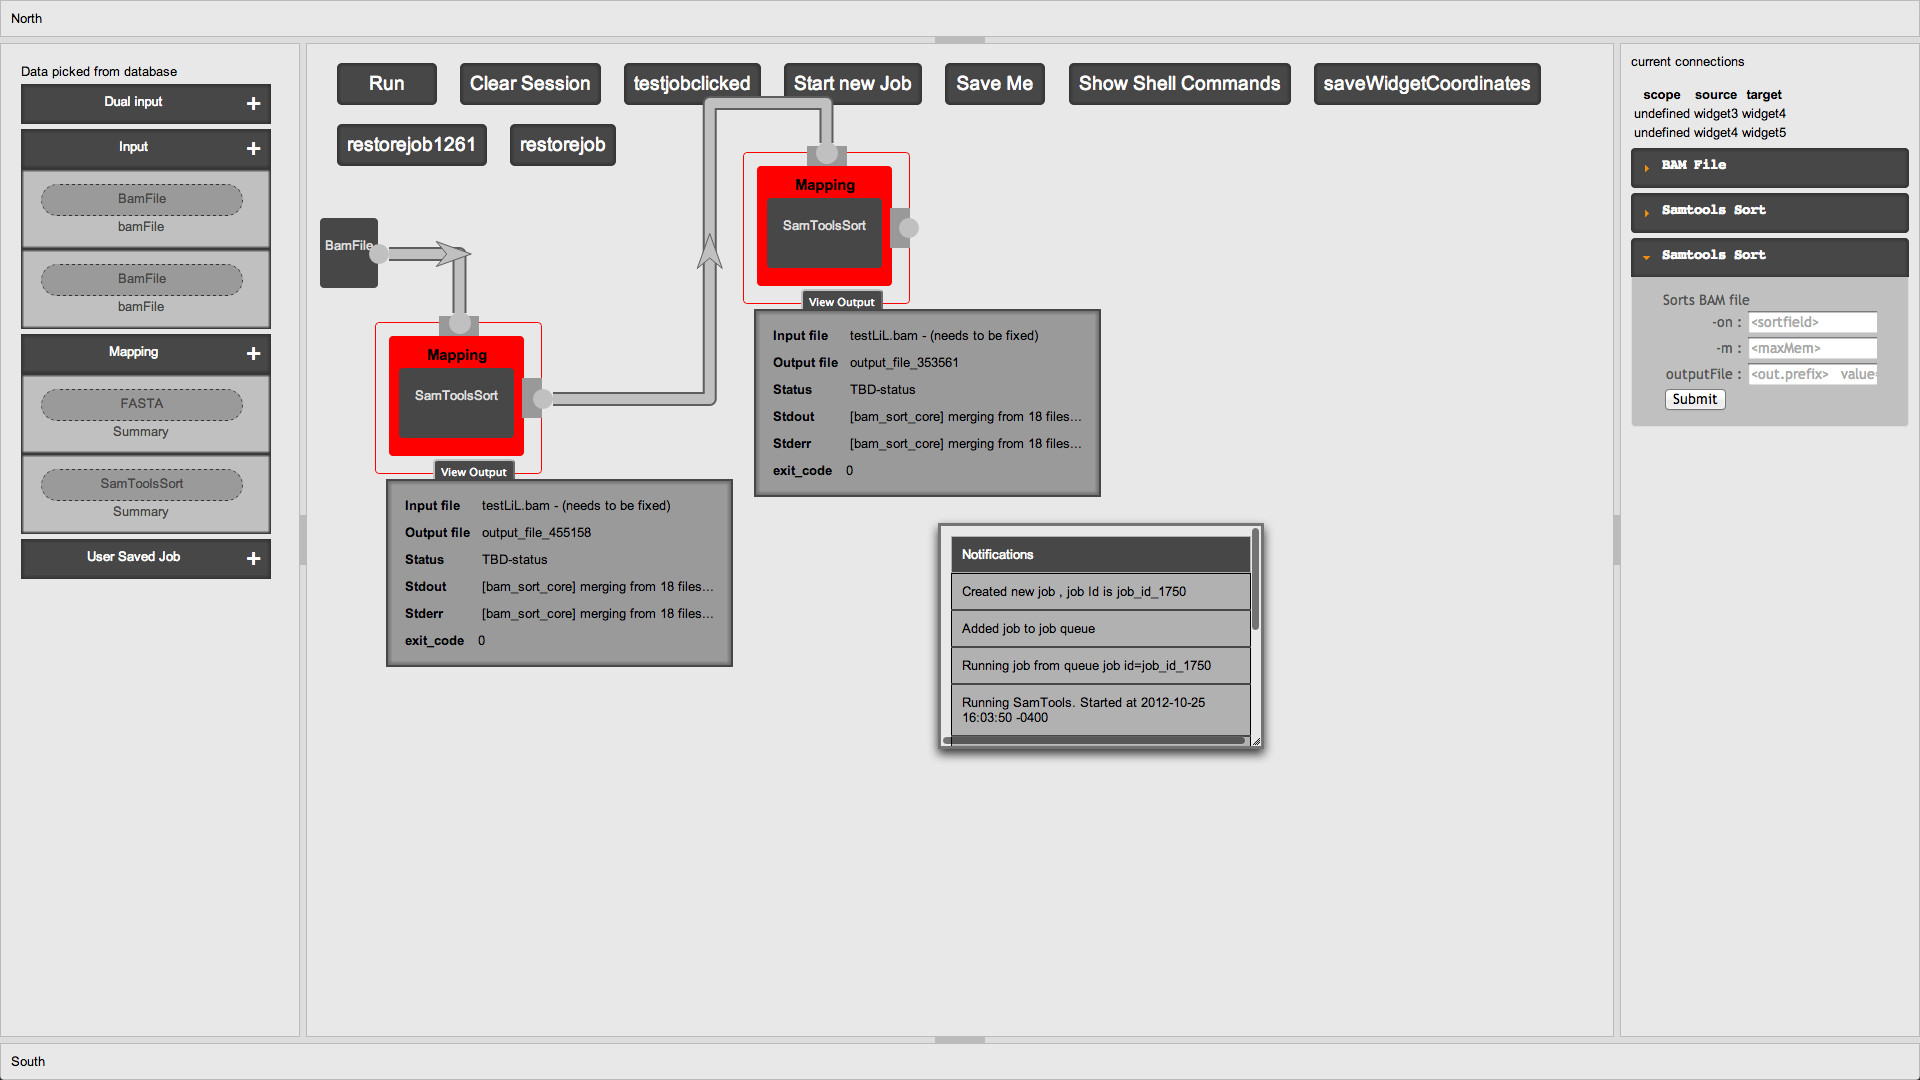 North
Data picked from database
Dual input +
Input +
BamFile
bamFile
BamFile
bamFile
Mapping +
FASTA
Summary
SamToolsSort
Summary
User Saved Job +
Run Clear Session testjobclicked Start new Job Save Me Show Shell Commands saveWidgetCoordinates
restorejob1261 restorejob
BamFile
Mapping
SamToolsSort
View Output
Input file testLiL.bam - (needs to be fixed)
Output file output_file_455158
Status TBD-status
Stdout [bam_sort_core] merging from 18 files...
Stderr [bam_sort_core] merging from 18 files...
exit_code 0
Mapping
SamToolsSort
View Output
Input file testLiL.bam - (needs to be fixed)
Output file output_file_353561
Status TBD-status
Stdout [bam_sort_core] merging from 18 files...
Stderr [bam_sort_core] merging from 18 files...
exit_code 0
Notifications
Created new job , job Id is job_id_1750
Added job to job queue
Running job from queue job id=job_id_1750
Running SamTools. Started at 2012-10-25
16:03:50 -0400
current connections
scope source target
undefined widget3 widget4
undefined widget4 widget5
BAM File
Samtools Sort
Samtools Sort
Sorts BAM file
-on : <sortfield>
-m : <maxMem>
outputFile : <out.prefix> value
Submit
South